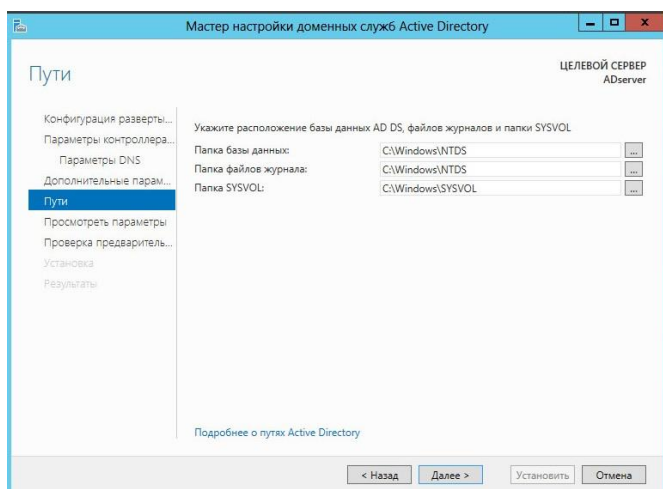 Мастер настройки доменных служб Active Directory
Пути
ЦЕЛЕВОЙ СЕРВЕР
ADserver
Конфигурация разверты...
Параметры контроллера...
Параметры DNS
Дополнительные парам...
Пути
Просмотреть параметры
Проверка предваритель...
Установка
Результаты
Укажите расположение базы данных AD DS, файлов журналов и папки SYSVOL
Папка базы данных: C:\Windows\NTDS ...
Папка файлов журнала: C:\Windows\NTDS ...
Папка SYSVOL: C:\Windows\SYSVOL ...
Подробнее о путях Active Directory
< Назад Далее > Установить Отмена